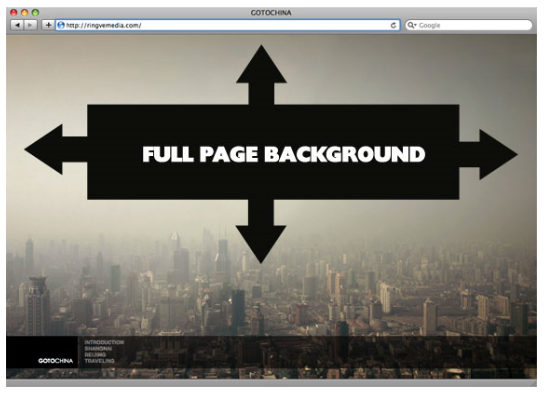 GOTOCHINA
http://ringvemedia.com/
Google
FULL PAGE BACKGROUND
INTRODUCTION
SHANGHAI
BEIJING
TRAVELING
GOTOCHINA